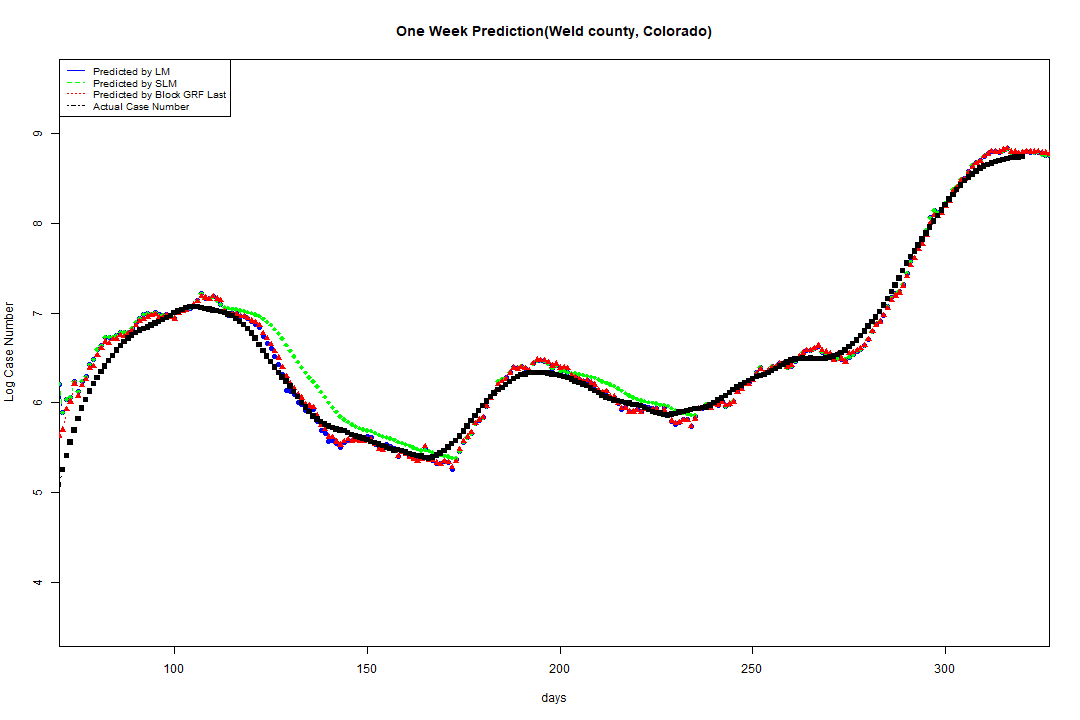 One Week Prediction(Weld county, Colorado)
Predicted by LM
Predicted by SLM
Predicted by Block GRF Last
Actual Case Number
Log Case Number
9
8
7
6
5
4
100 150 200 250 300
days